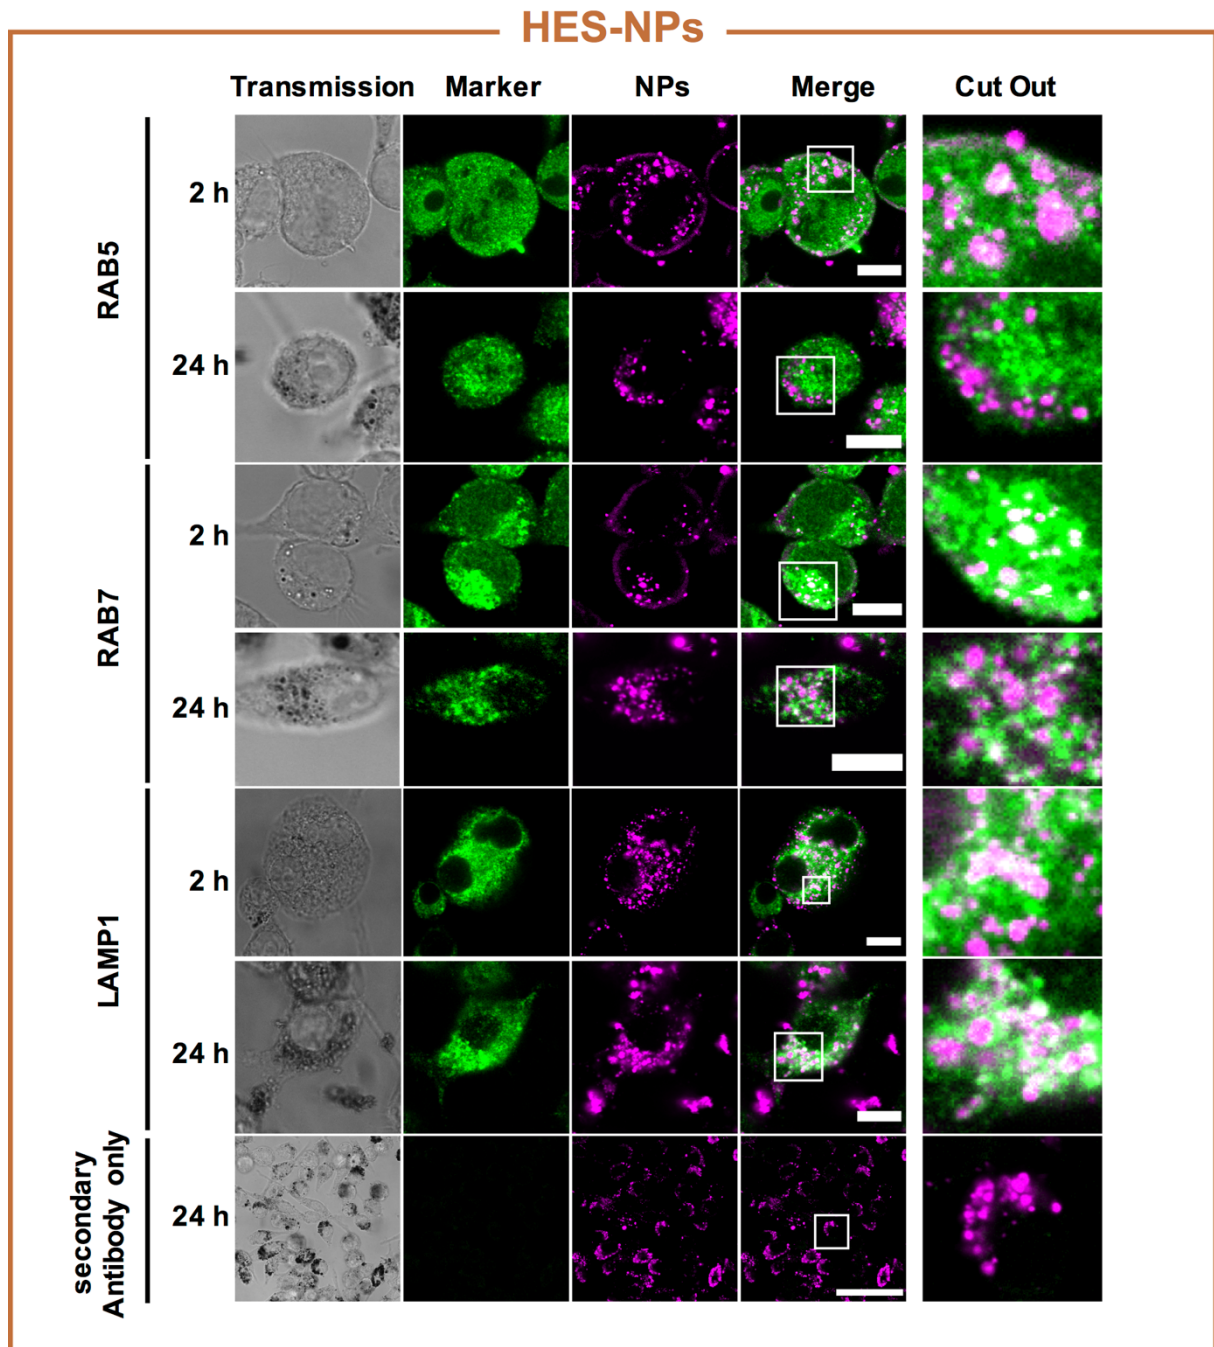 HES-NPs
Transmission Marker NPs Merge Cut Out
RAB5
2 h
24 h
RAB7
2 h
24 h
LAMP1
2 h
24 h
secondary
Antibody only
24 h